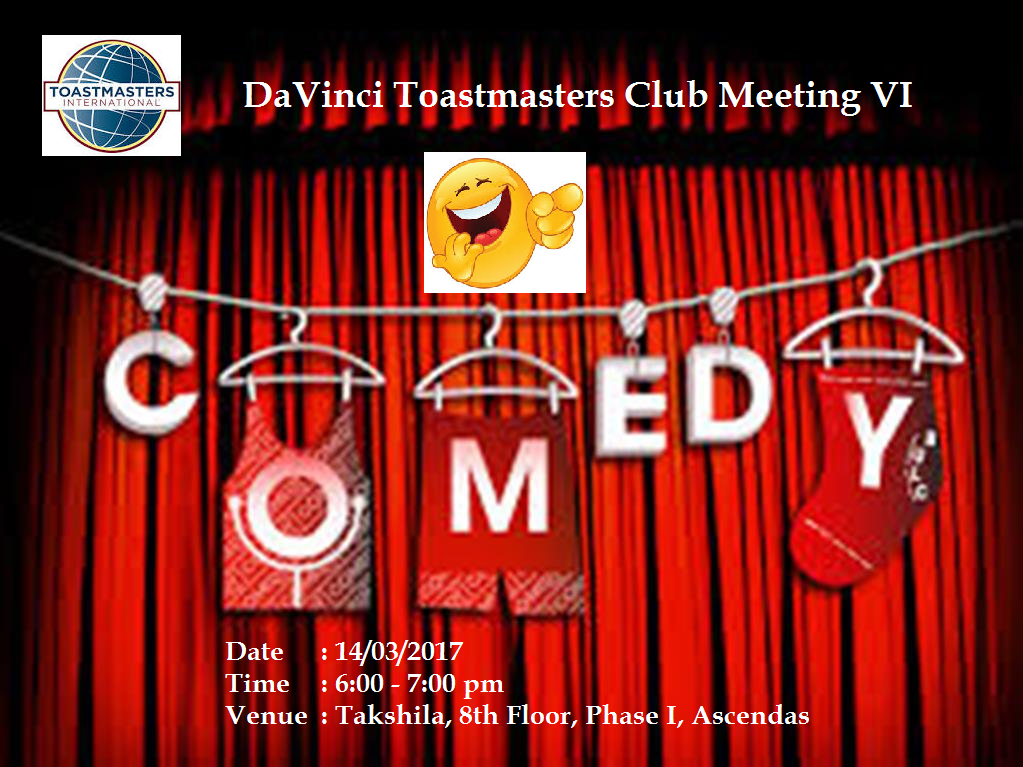 TOASTMASTERS
INTERNATIONAL
DaVinci Toastmasters Club Meeting VI
COMEDY
Date : 14/03/2017
Time : 6:00 - 7:00 pm
Venue : Takshila, 8th Floor, Phase I, Ascendas